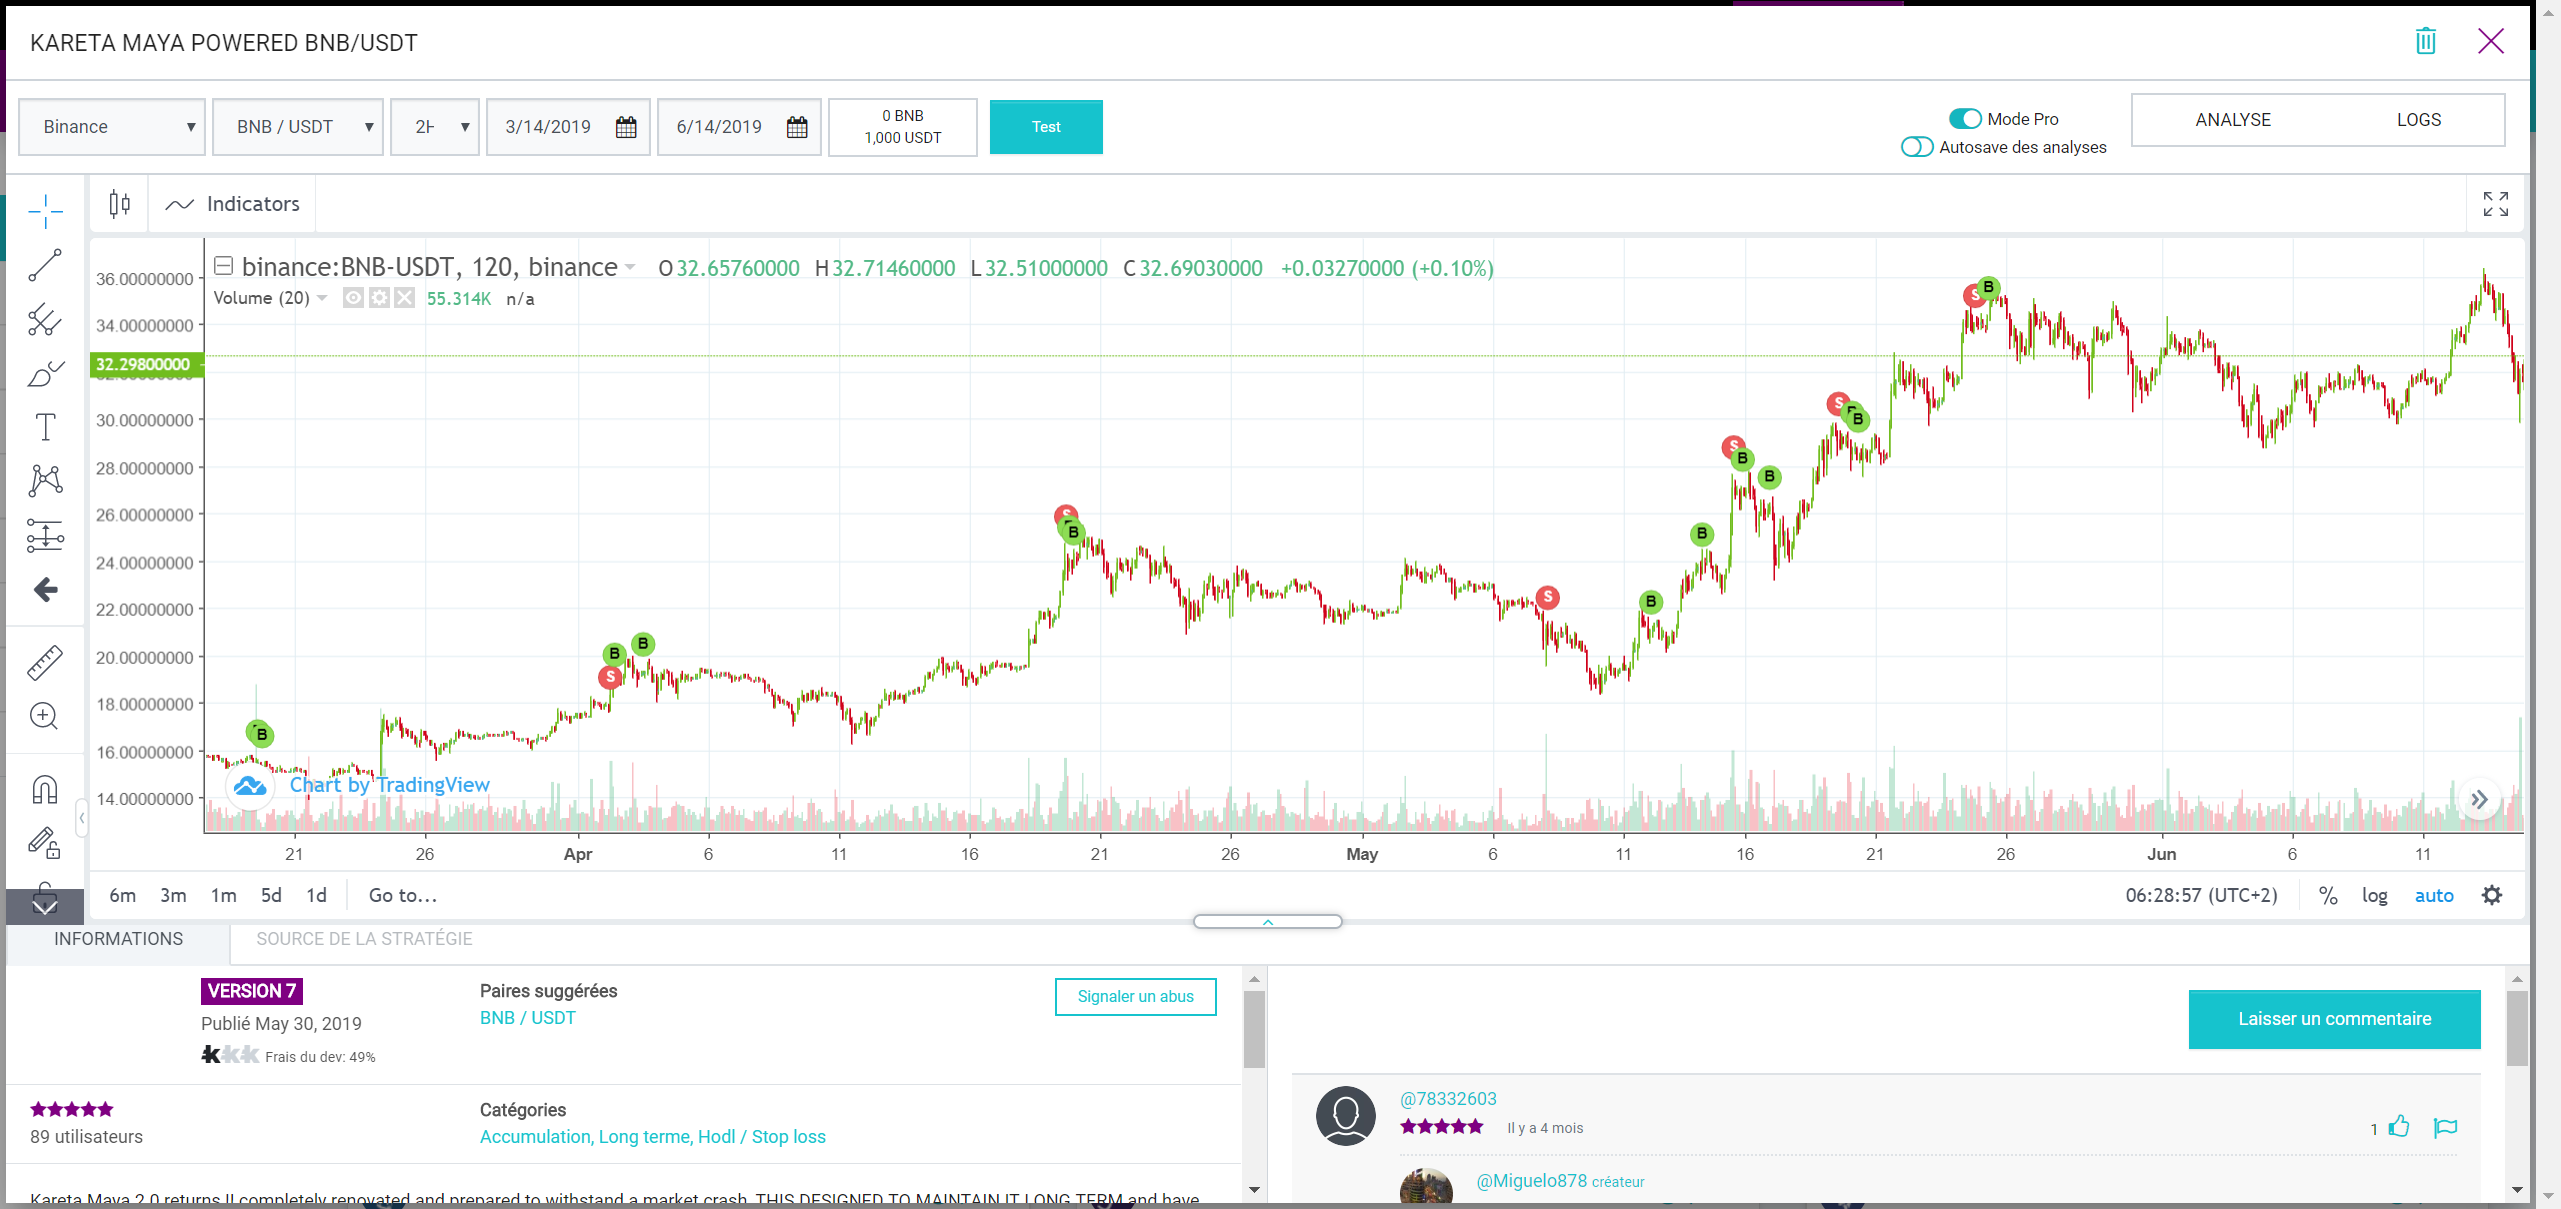 KARETA MAYA POWERED BNB/USDT
Binance
BNB / USDT
3/14/2019
6/14/2019
0 BNB
1,000 USDT
Test
Mode Pro
Autosave des analyses
ANALYSE
LOGS
Indicators
binance:BNB-USDT, 120, binance
O 32.65760000 H 32.71460000 L 32.51000000 C 32.69030000 +0.03270000 (+0.10%)
Volume (20)
55.314K n/a
36.00000000
34.00000000
32.29800000
30.00000000
28.00000000
26.00000000
24.00000000
22.00000000
20.00000000
18.00000000
16.00000000
14.00000000
S B
S B B
S B
S B
S B
B
B
S
B B
S
B
Chart by TradingView
21 26 Apr 6 11 16 21 26 May 6 11 16 21 26 Jun 6 11
6m 3m 1m 5d 1d Go to...
06:28:57 (UTC+2) % log auto
INFORMATIONS
SOURCE DE LA STRATÉGIE
VERSION 7
Publié May 30, 2019
Frais du dev: 49%
Paires suggérées
BNB / USDT
Signaler un abus
89 utilisateurs
Catégories
Accumulation, Long terme, Hodl / Stop loss
Kareta Maya 2.0 returns !! completely renovated and prepared to withstand a market crash. THIS DESIGNED TO MAINTAIN IT LONG TERM and have
Laisser un commentaire
@78332603
Il y a 4 mois
1
@Miguelo878 créateur